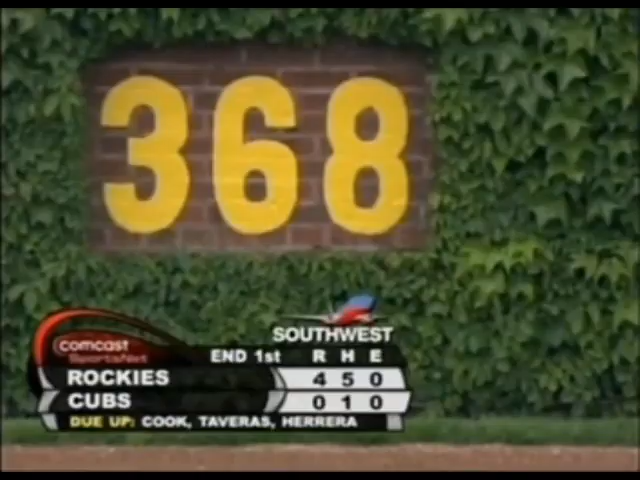 368
comcast
SportsNet
SOUTHWEST
END 1st R H E
ROCKIES 4 5 0
CUBS 0 1 0
DUE UP: COOK, TAVERAS, HERRERA